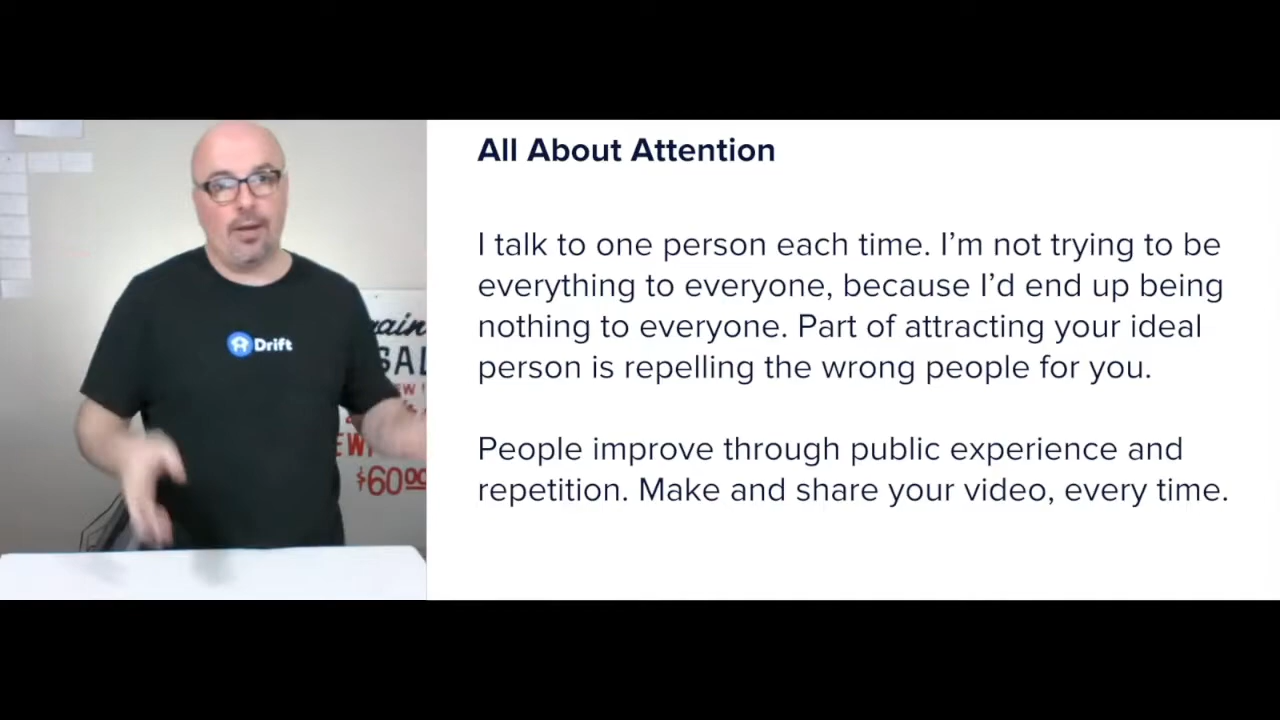 All About Attention
I talk to one person each time. I’m not trying to be
everything to everyone, because I’d end up being
nothing to everyone. Part of attracting your ideal
person is repelling the wrong people for you.
People improve through public experience and
repetition. Make and share your video, every time.
Drift
$60.00